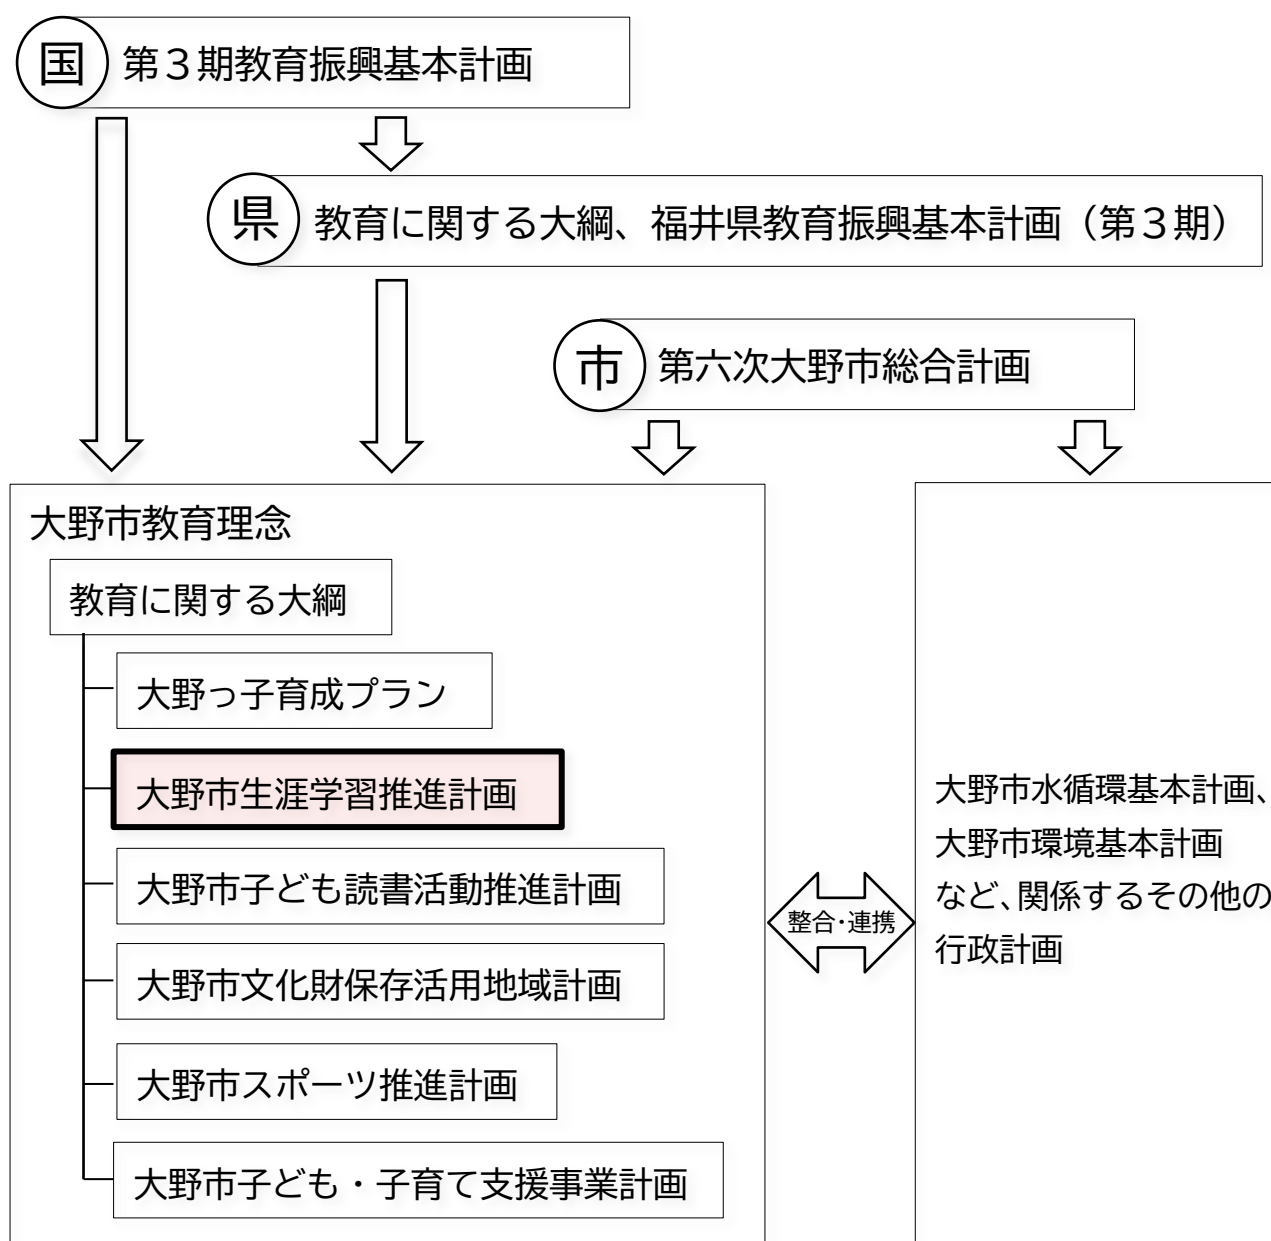 国 第３期教育振興基本計画
県 教育に関する大綱、福井県教育振興基本計画（第３期）
市 第六次大野市総合計画
大野市教育理念
教育に関する大綱
大野っ子育成プラン
大野市生涯学習推進計画
大野市子ども読書活動推進計画
大野市文化財保存活用地域計画
大野市スポーツ推進計画
大野市子ども・子育て支援事業計画
整合・連携
大野市水循環基本計画、
大野市環境基本計画
など、関係するその他の
行政計画